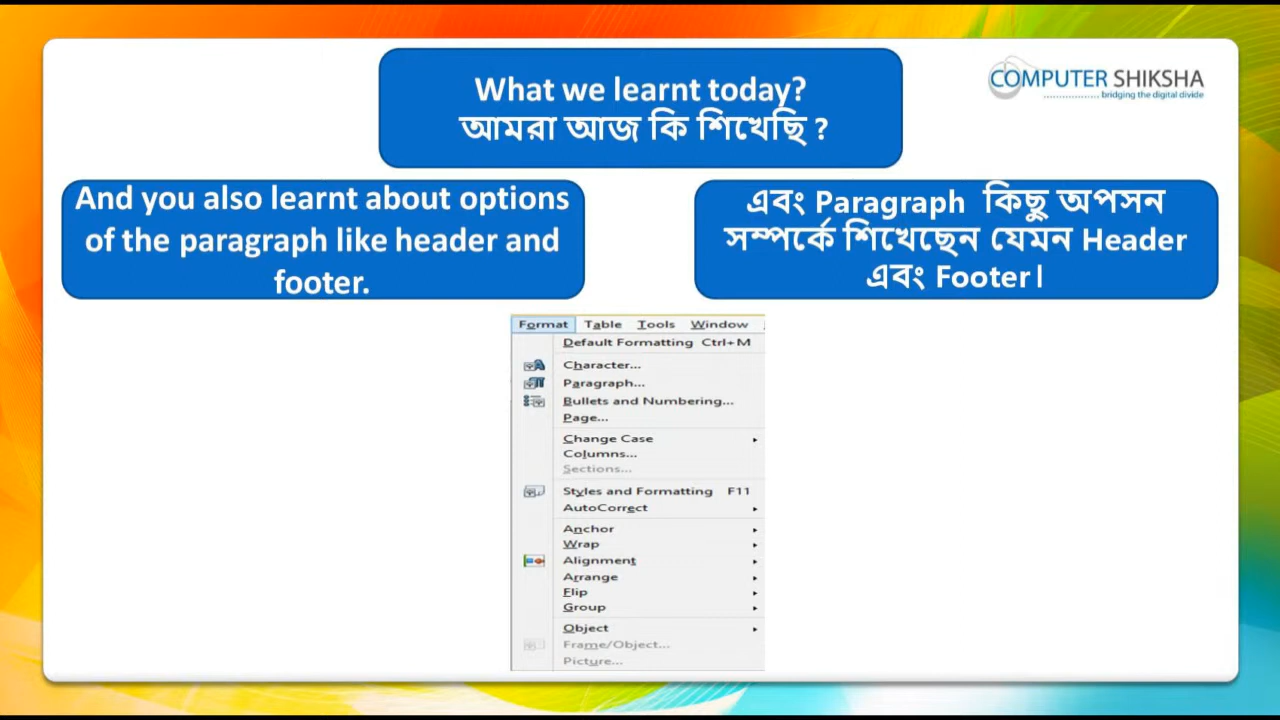 What we learnt today?
আমরা আজ কি শিখেছি ?
COMPUTER SHIKSHA
bridging the digital divide
And you also learnt about options
of the paragraph like header and
footer.
এবং Paragraph কিছু অপসন
সম্পর্কে শিখেছেন যেমন Header
এবং Footer।
Format Table Tools Window
Default Formatting Ctrl+M
Character...
Paragraph...
Bullets and Numbering...
Page...
Change Case
Columns...
Sections...
Styles and Formatting F11
AutoCorrect
Anchor
Wrap
Alignment
Arrange
Flip
Group
Object
Frame/Object...
Picture...